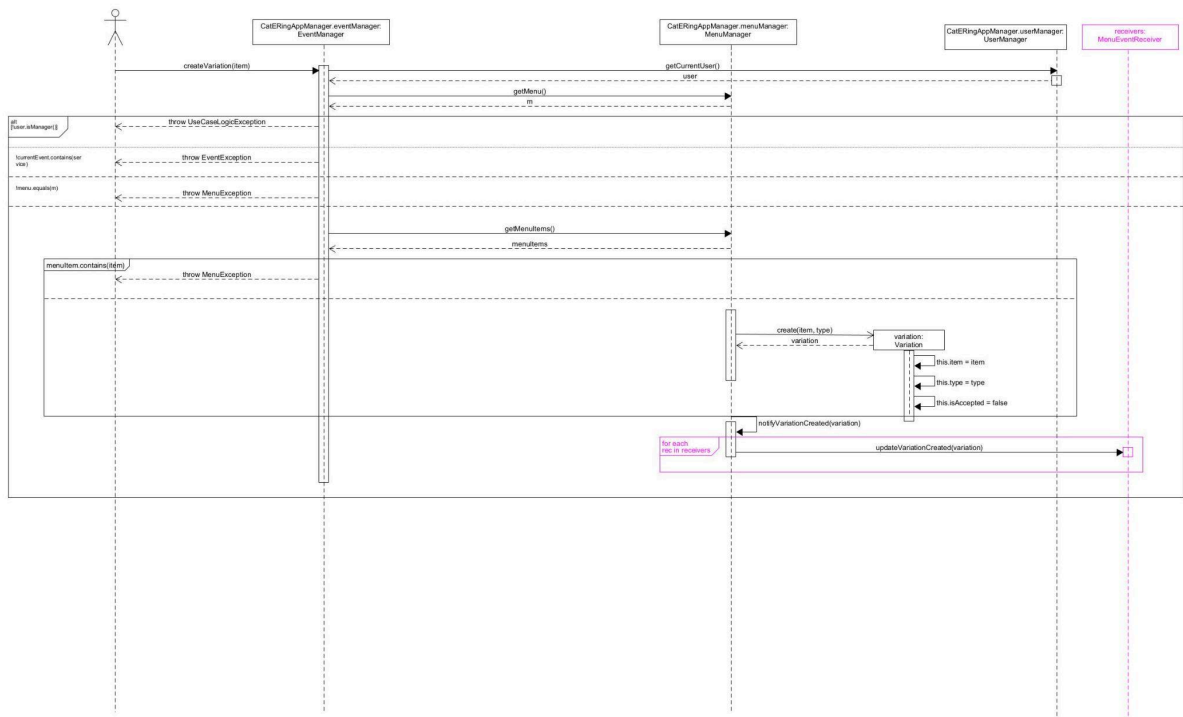 CatERingAppManager.eventManager:
EventManager
CatERingAppManager.menuManager:
MenuManager
CatERingAppManager.userManager:
UserManager
receivers:
MenuEventReceiver
createVariation(item)
getCurrentUser()
user
getMenu()
m
alt
[!user.isManager()]
throw UseCaseLogicException
!currentEvent.contains(ser
vice)
throw EventException
!menu.equals(m)
throw MenuException
getMenuItems()
menuItems
menuItem.contains(item)
throw MenuException
create(item, type)
variation
variation:
Variation
this.item = item
this.type = type
this.isAccepted = false
notifyVariationCreated(variation)
for each
rec in receivers
updateVariationCreated(variation)